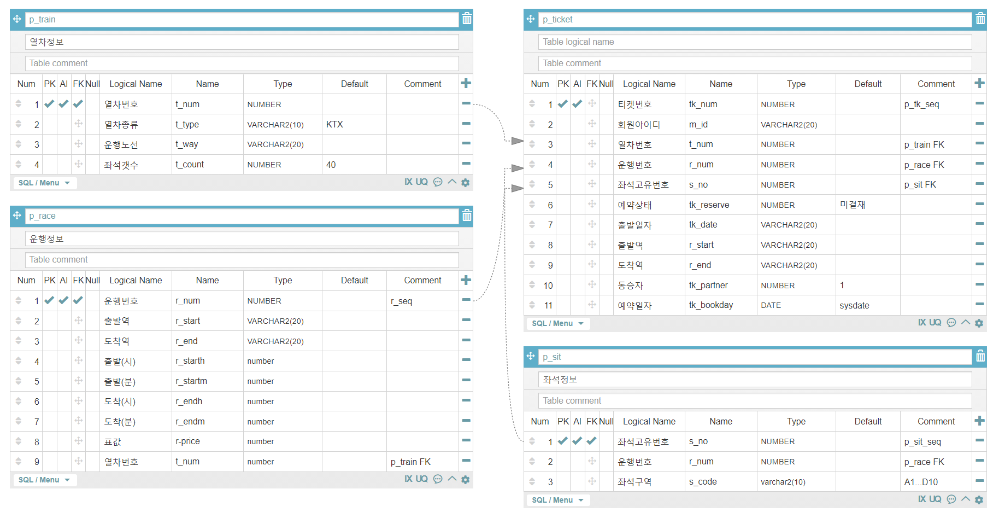 p_train
열차정보
Table comment
Num PK AI FK Null Logical Name Name Type Default Comment
1 열차번호 t_num NUMBER
2 열차종류 t_type VARCHAR2(10) KTX
3 운행노선 t_way VARCHAR2(20)
4 좌석갯수 t_count NUMBER 40
SQL / Menu IX UQ
p_race
운행정보
Table comment
Num PK AI FK Null Logical Name Name Type Default Comment
1 운행번호 r_num NUMBER r_seq
2 출발역 r_start VARCHAR2(20)
3 도착역 r_end VARCHAR2(20)
4 출발(시) r_starth number
5 출발(분) r_startm number
6 도착(시) r_endh number
7 도착(분) r_endm number
8 표값 r-price number
9 열차번호 t_num number p_train FK
SQL / Menu IX UQ
p_ticket
Table logical name
Table comment
Num PK AI FK Null Logical Name Name Type Default Comment
1 티켓번호 tk_num NUMBER p_tk_seq
2 회원아이디 m_id VARCHAR2(20)
3 열차번호 t_num NUMBER p_train FK
4 운행번호 r_num NUMBER p_race FK
5 좌석고유번호 s_no NUMBER p_sit FK
6 예약상태 tk_reserve NUMBER 미결재
7 출발일자 tk_date VARCHAR2(20)
8 출발역 r_start VARCHAR2(20)
9 도착역 r_end VARCHAR2(20)
10 동승자 tk_partner NUMBER 1
11 예약일자 tk_bookday DATE sysdate
SQL / Menu IX UQ
p_sit
좌석정보
Table comment
Num PK AI FK Null Logical Name Name Type Default Comment
1 좌석고유번호 s_no NUMBER p_sit_seq
2 운행번호 r_num NUMBER p_race FK
3 좌석구역 s_code varchar2(10) A1...D10
SQL / Menu IX UQ